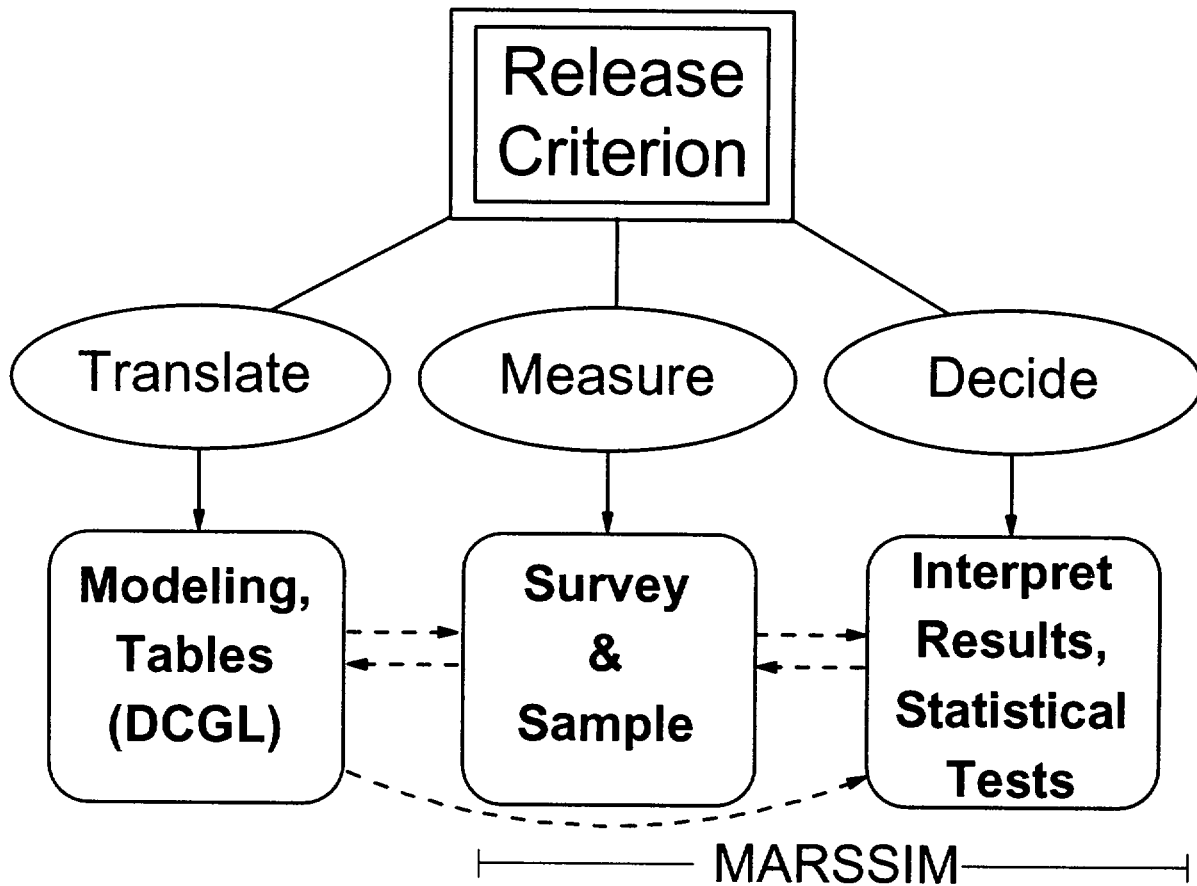 Release
Criterion
Translate
Measure
Decide
Modeling,
Tables
(DCGL)
Survey
&
Sample
Interpret
Results,
Statistical
Tests
MARSSIM